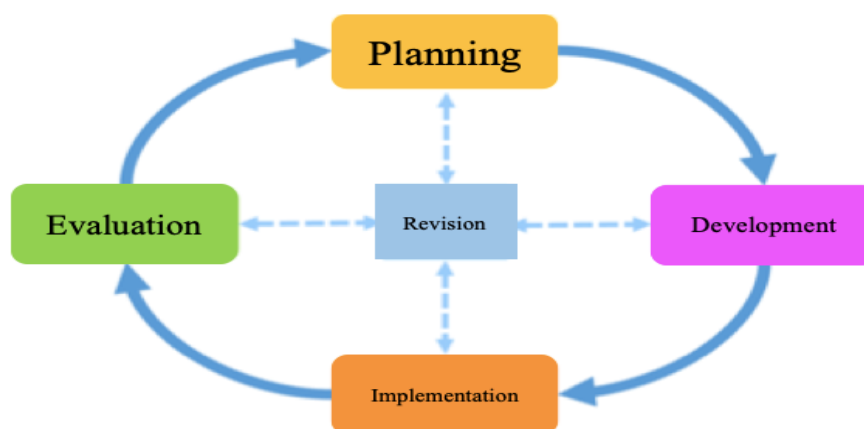 Planning
Evaluation
Revision
Development
Implementation